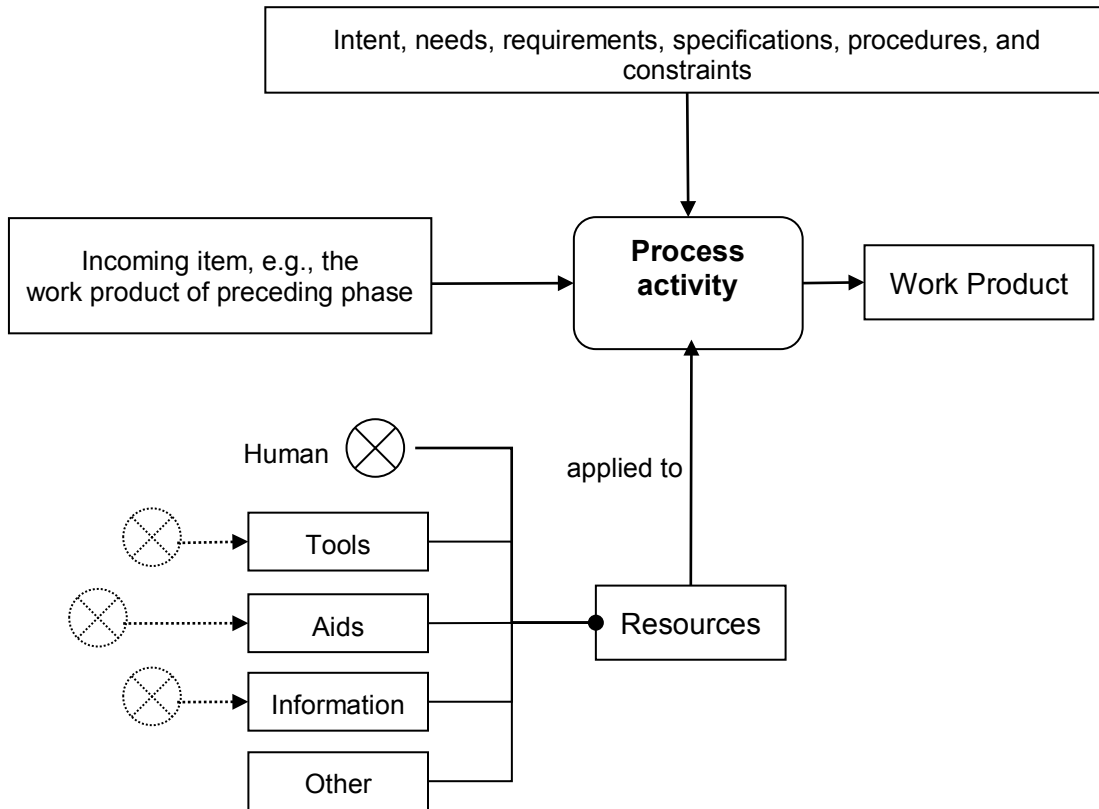 Intent, needs, requirements, specifications, procedures, and
constraints
Incoming item, e.g., the
work product of preceding phase
Process
activity
Work Product
Human
applied to
Tools
Aids
Resources
Information
Other